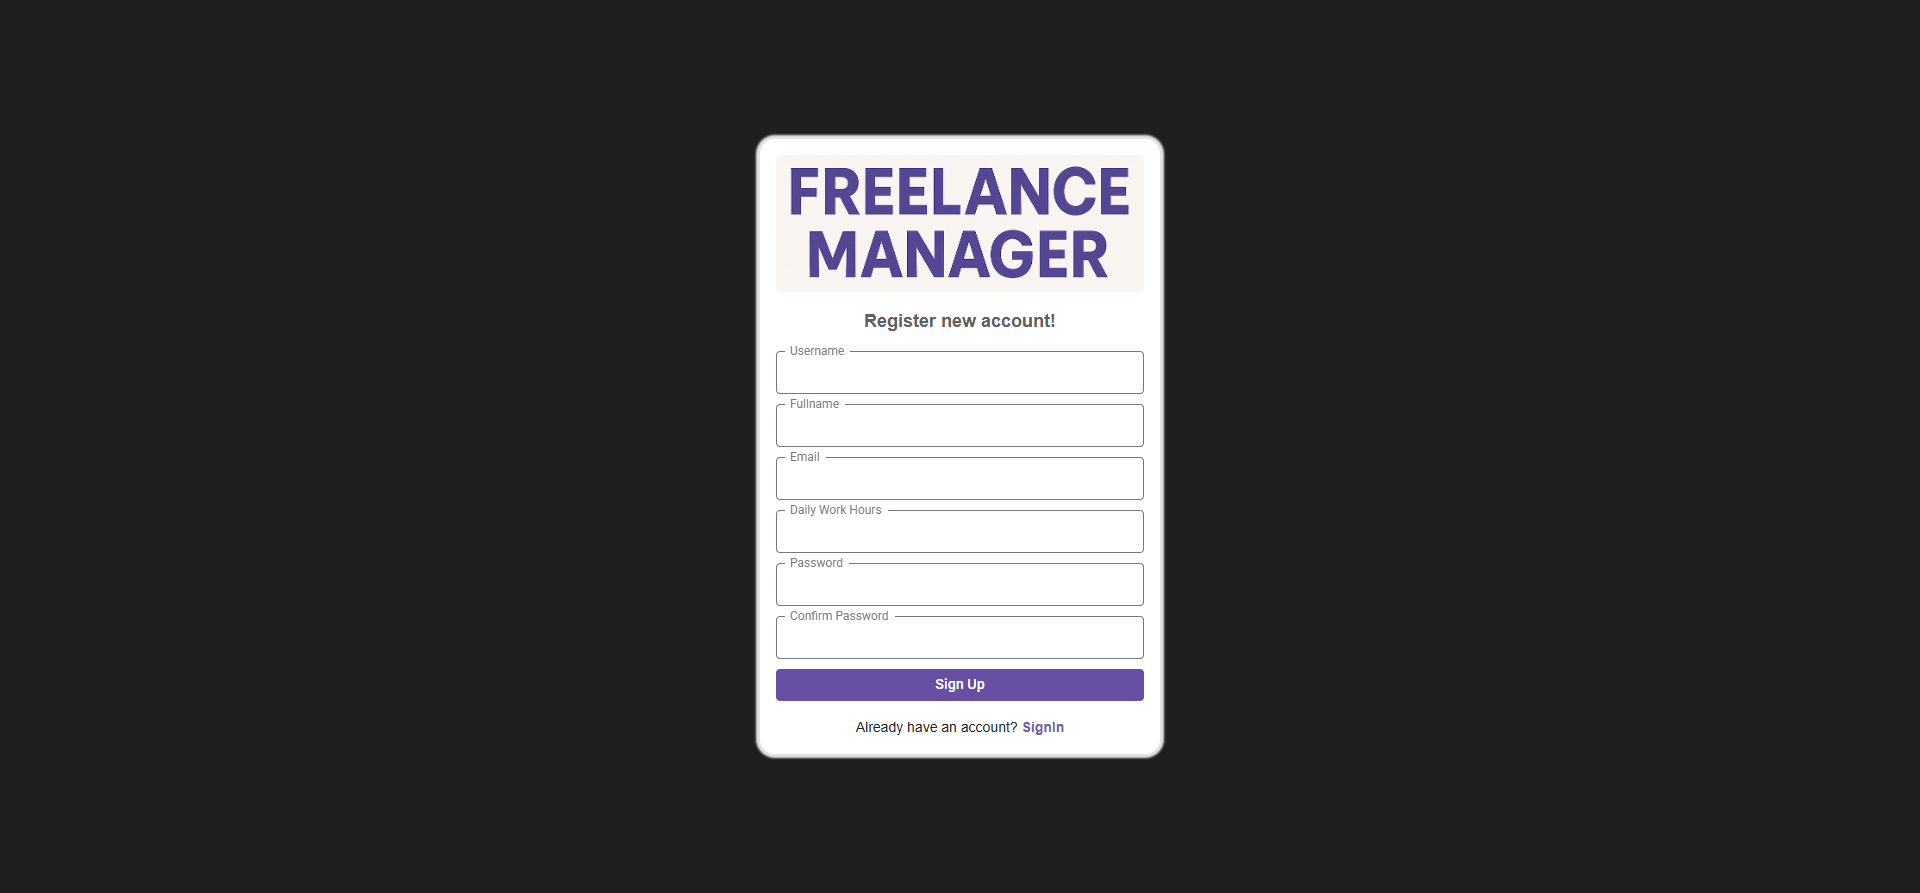 FREELANCE
MANAGER
Register new account!
Username
Fullname
Email
Daily Work Hours
Password
Confirm Password
Sign Up
Already have an account? SignIn